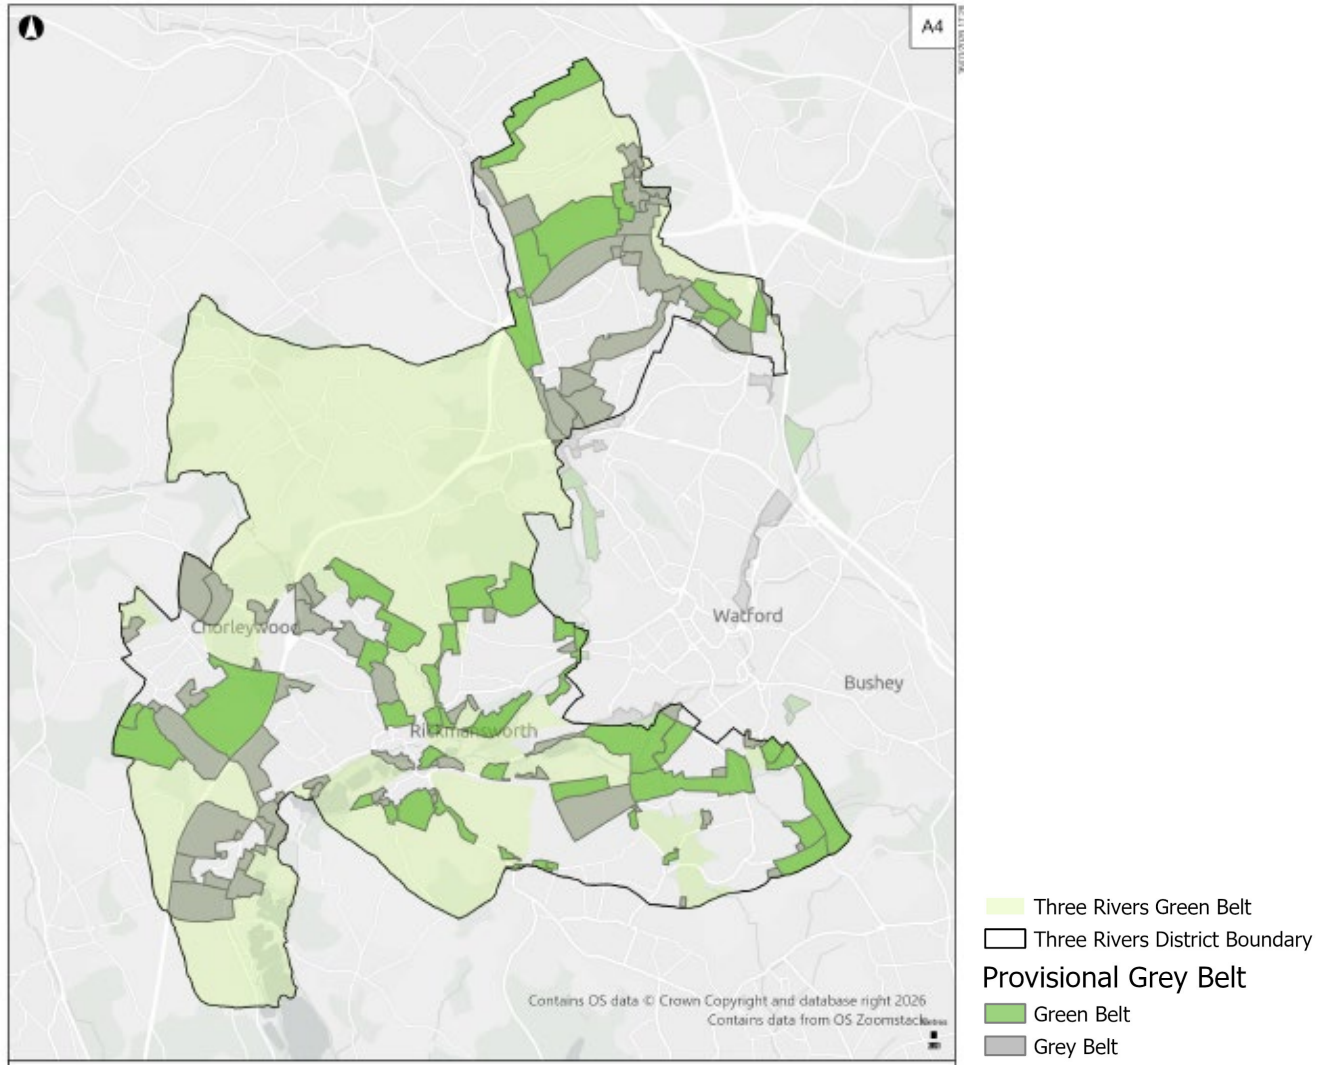 A4
Chorleywood
Watford
Bushey
Rickmansworth
Three Rivers Green Belt
Three Rivers District Boundary
Provisional Grey Belt
Green Belt
Grey Belt
Contains OS data © Crown Copyright and database right 2026
Contains data from OS Zoomstack